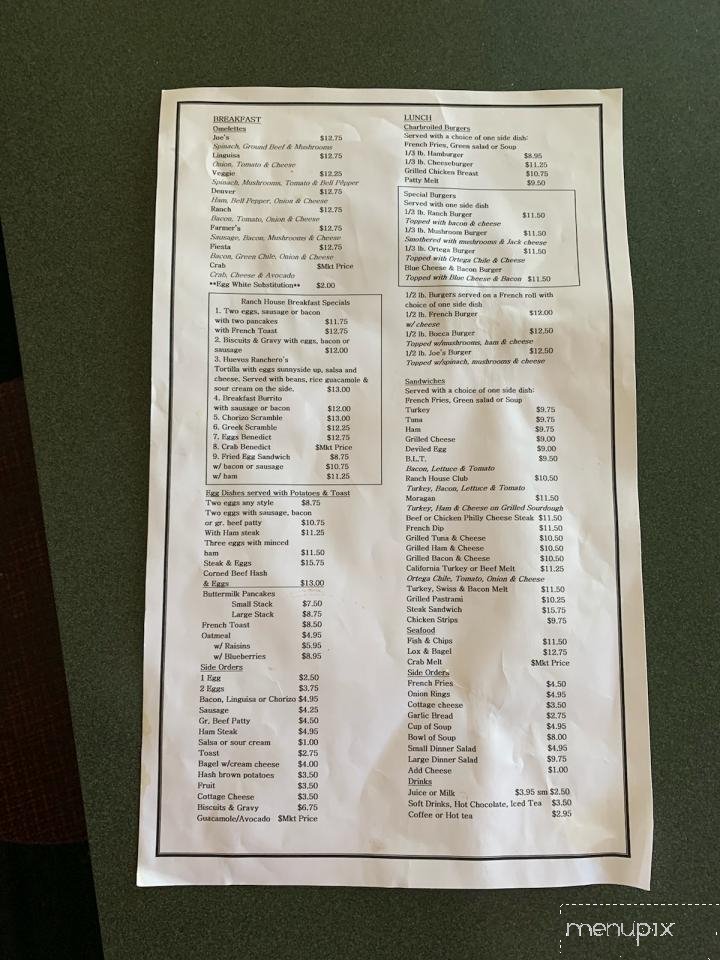 BREAKFAST
Omelettes
Joe's $12.75
Spinach, Ground Beef & Mushrooms
Linguisa $12.75
Onion, Tomato & Cheese
Veggie $12.25
Spinach, Mushrooms, Tomato & Bell Pepper
Denver $12.75
Ham, Bell Pepper, Onion & Cheese
Ranch $12.75
Bacon, Tomato, Onion & Cheese
Farmer's $12.75
Sausage, Bacon, Mushrooms & Cheese
Fiesta $12.75
Bacon, Green Chile, Onion & Cheese
Crab $Mkt Price
Crab, Cheese & Avocado
**Egg White Substitution** $2.00
Ranch House Breakfast Specials
1. Two eggs, sausage or bacon
with two pancakes $11.75
with French Toast $12.75
2. Biscuits & Gravy with eggs, bacon or
sausage $12.00
3. Huevos Ranchero's
Tortilla with eggs sunnyside up, salsa and
cheese, Served with beans, rice guacamole &
sour cream on the side. $13.00
4. Breakfast Burrito
with sausage or bacon $12.00
5. Chorizo Scramble $13.00
6. Greek Scramble $12.25
7. Eggs Benedict $12.75
8. Crab Benedict $Mkt Price
9. Fried Egg Sandwich $8.75
w/ bacon or sausage $10.75
w/ ham $11.25
Egg Dishes served with Potatoes & Toast
Two eggs any style $8.75
Two eggs with sausage, bacon
or gr. beef patty $10.75
With Ham steak $11.25
Three eggs with minced
ham $11.50
Steak & Eggs $15.75
Corned Beef Hash
& Eggs $13.00
Buttermilk Pancakes
Small Stack $7.50
Large Stack $8.75
French Toast $8.50
Oatmeal $4.95
w/ Raisins $5.95
w/ Blueberries $8.95
Side Orders
1 Egg $2.50
2 Eggs $3.75
Bacon, Linguisa or Chorizo $4.95
Sausage $4.25
Gr. Beef Patty $4.50
Ham Steak $4.95
Salsa or sour cream $1.00
Toast $2.75
Bagel w/cream cheese $4.00
Hash brown potatoes $3.50
Fruit $3.50
Cottage Cheese $3.50
Biscuits & Gravy $6.75
Guacamole/Avocado $Mkt Price
LUNCH
Charbroiled Burgers
Served with a choice of one side dish:
French Fries, Green salad or Soup
1/3 lb. Hamburger $8.95
1/3 lb. Cheeseburger $11.25
Grilled Chicken Breast $10.75
Patty Melt $9.50
Special Burgers
Served with one side dish
1/3 lb. Ranch Burger $11.50
Topped with bacon & cheese
1/3 lb. Mushroom Burger $11.50
Smothered with mushrooms & Jack cheese
1/3 lb. Ortega Burger $11.50
Topped with Ortega Chile & Cheese
Blue Cheese & Bacon Burger
Topped with Blue Cheese & Bacon $11.50
1/2 lb. Burgers served on a French roll with
choice of one side dish
1/2 lb. French Burger $12.00
w/ cheese
1/2 lb. Bocca Burger $12.50
Topped w/mushrooms, ham & cheese
1/2 lb. Joe's Burger $12.50
Topped w/spinach, mushrooms & cheese
Sandwiches
Served with a choice of one side dish:
French Fries, Green salad or Soup
Turkey $9.75
Tuna $9.75
Ham $9.75
Grilled Cheese $9.00
Deviled Egg $9.00
B.L.T. $9.50
Bacon, Lettuce & Tomato
Ranch House Club $10.50
Turkey, Bacon, Lettuce & Tomato
Moragan $11.50
Turkey, Ham & Cheese on Grilled Sourdough
Beef or Chicken Philly Cheese Steak $11.50
French Dip $11.50
Grilled Tuna & Cheese $10.50
Grilled Ham & Cheese $10.50
Grilled Bacon & Cheese $10.50
California Turkey or Beef Melt $11.25
Ortega Chile, Tomato, Onion & Cheese
Turkey, Swiss & Bacon Melt $11.50
Grilled Pastrami $10.25
Steak Sandwich $15.75
Chicken Strips $9.75
Seafood
Fish & Chips $11.50
Lox & Bagel $12.75
Crab Melt $Mkt Price
Side Orders
French Fries $4.50
Onion Rings $4.95
Cottage cheese $3.50
Garlic Bread $2.75
Cup of Soup $4.95
Bowl of Soup $8.00
Small Dinner Salad $4.95
Large Dinner Salad $9.75
Add Cheese $1.00
Drinks
Juice or Milk $3.95 sm $2.50
Soft Drinks, Hot Chocolate, Iced Tea $3.50
Coffee or Hot tea $2.95
menupix